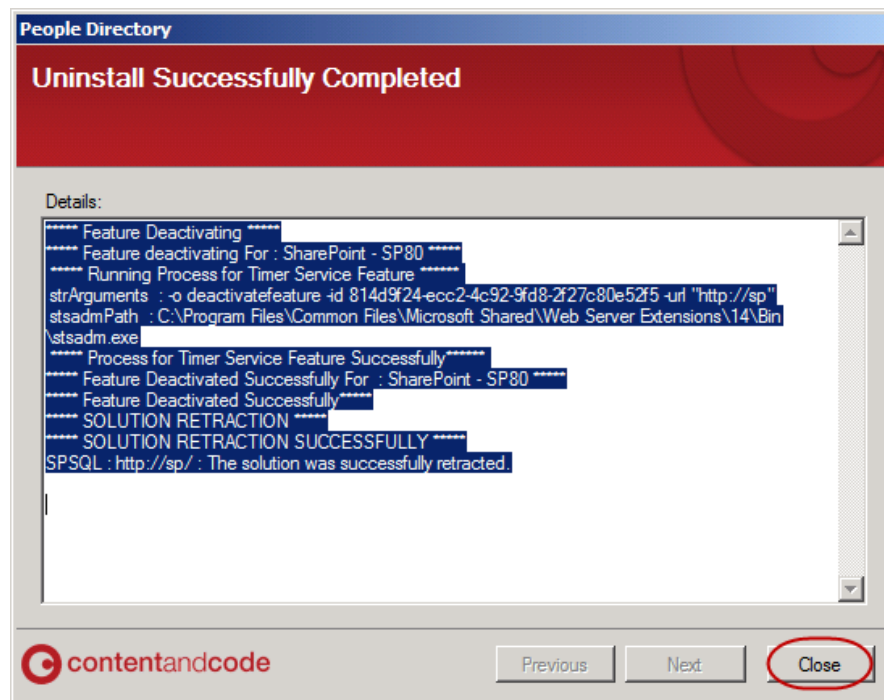 People Directory
Uninstall Successfully Completed
Details:
***** Feature Deactivating *****
***** Feature deactivating For : SharePoint - SP80 *****
***** Running Process for Timer Service Feature ******
strArguments : -o deactivatefeature -id 814d9f24-ecc2-4c92-9fd8-2f27c80e52f5 -url "http://sp"
stsadmPath : C:\Program Files\Common Files\Microsoft Shared\Web Server Extensions\14\Bin
\stsadm.exe
***** Process for Timer Service Feature Successfully******
***** Feature Deactivated Successfully For : SharePoint - SP80 *****
***** Feature Deactivated Successfully*****
***** SOLUTION RETRACTION *****
***** SOLUTION RETRACTION SUCCESSFULLY *****
SPSQL : http://sp/ : The solution was successfully retracted.
contentandcode
Previous
Next
Close